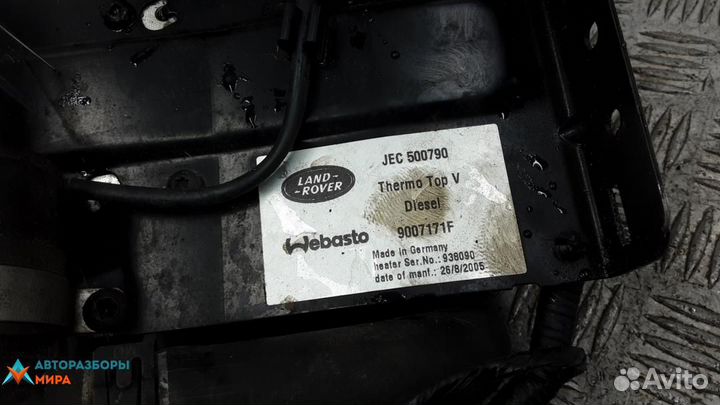 LAND
ROVER
JEC 500790
Thermo Top V
Diesel
Webasto
9007171F
Made in Germany
heater Ser.No.: 938090
date of manf.: 26/8/2005
АВТОРАЗБОРЫ
МИРА
Avito